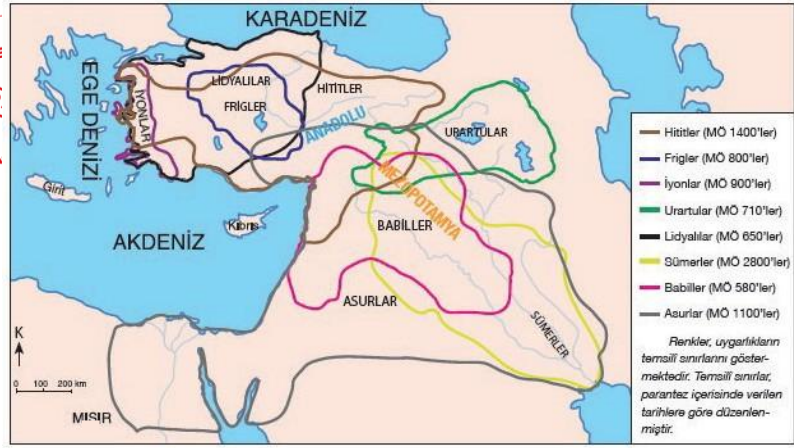 KARADENİZ
EGE DENİZİ
İYONLAR
LİDYALILAR
FRİGLER
HİTİTLER
ANADOLU
URARTULAR
MEZOPOTAMYA
Girit
Kıbrıs
AKDENİZ
BABİLLER
ASURLAR
SÜMERLER
K
0 200 km
MISIR
Hititler (MÖ 1400'ler)
Frigler (MÖ 800'ler)
İyonlar (MÖ 900'ler)
Urartular (MÖ 710'ler)
Lidyalılar (MÖ 650'ler)
Sümerler (MÖ 2800'ler)
Babiller (MÖ 580'ler)
Asurlar (MÖ 1100'ler)
Renkler, uygarlıkların
temsilî sınırlarını göster-
mektedir. Temsilî sınırlar,
parantez içerisinde verilen
tarihlere göre düzenlen-
miştir.